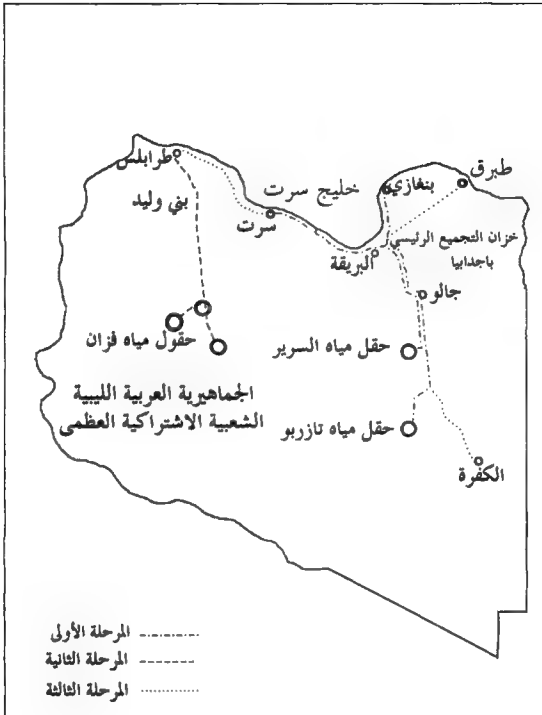 طرابلس
طبرق
بنغازي
خليج سرت
بني وليد
سرت
خزان التجميع الرئيسي
باجدابيا
البريقة
جالو
حقول مياه فزان
حقل مياه السرير
الجماهيرية العربية الليبية
الشعبية الاشتراكية العظمى
حقل مياه تازربو
الكفرة
المرحلة الأولى
المرحلة الثانية
المرحلة الثالثة